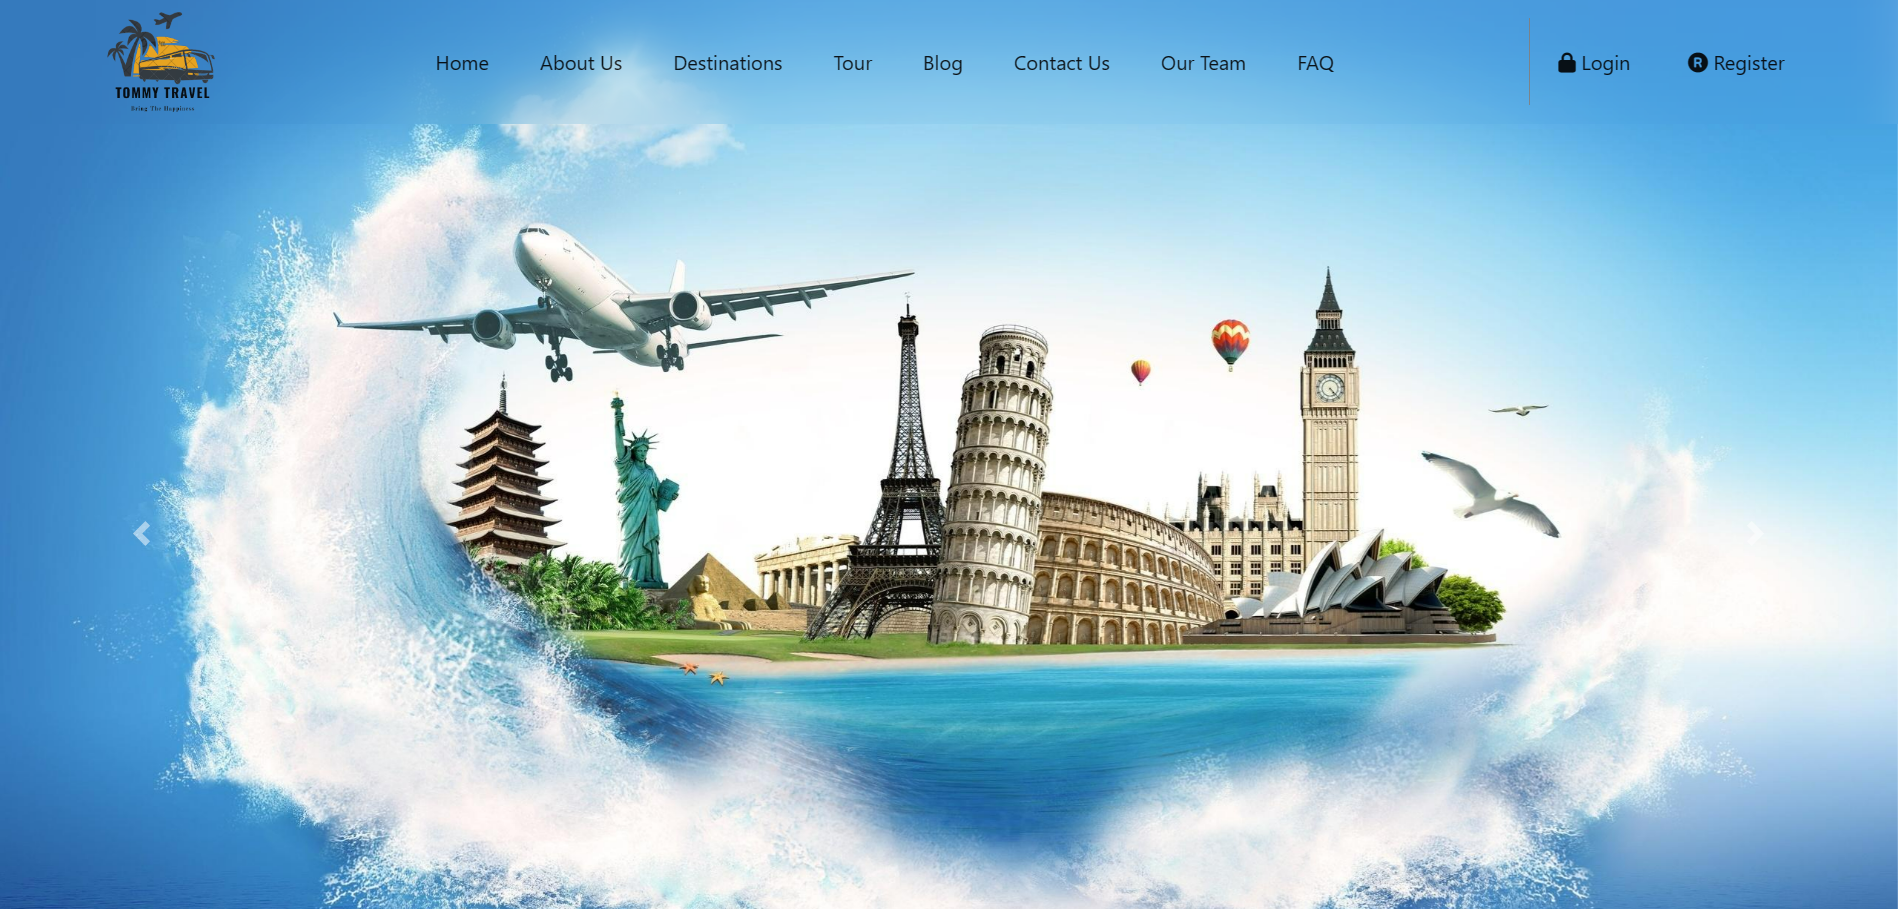 TOMMY TRAVEL
Bring The Happiness
Home About Us Destinations Tour Blog Contact Us Our Team FAQ
Login Register